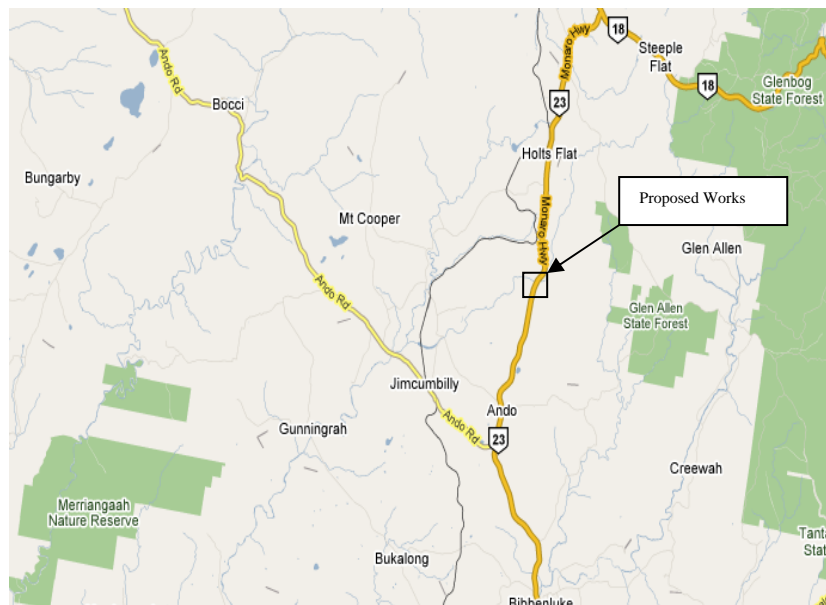 18
Steeple
Flat
Monaro Hwy
Ando Rd
Glenbog
State Forest
18
23
Bocci
Holts Flat
Bungarby
Proposed Works
Monaro Hwy
Mt Cooper
Glen Allen
Ando Rd
Glen Allen
State Forest
Jimcumbilly
Ando
Ando Rd
Gunningrah
23
Creewah
Merriangaah
Nature Reserve
Bukalong